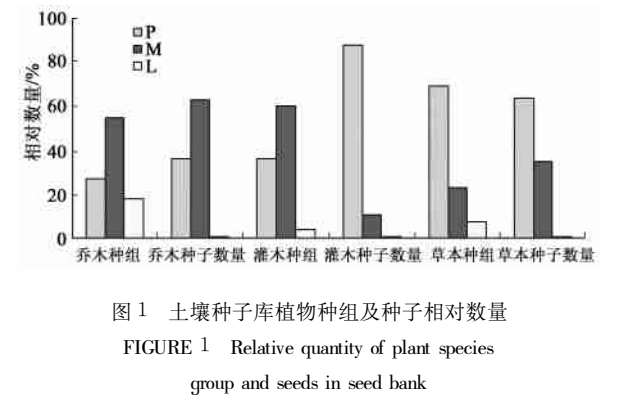 100
80
60
40
20
0
相对数量/%
P
M
L
乔木种组 乔木种子数量 灌木种组 灌木种子数量 草本种组 草本种子数量
图 1 土壤种子库植物种组及种子相对数量
FIGURE 1 Relative quantity of plant species
group and seeds in seed bank